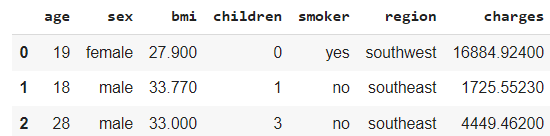 age sex bmi children smoker region charges
0 19 female 27.900 0 yes southwest 16884.92400
1 18 male 33.770 1 no southeast 1725.55230
2 28 male 33.000 3 no southeast 4449.46200